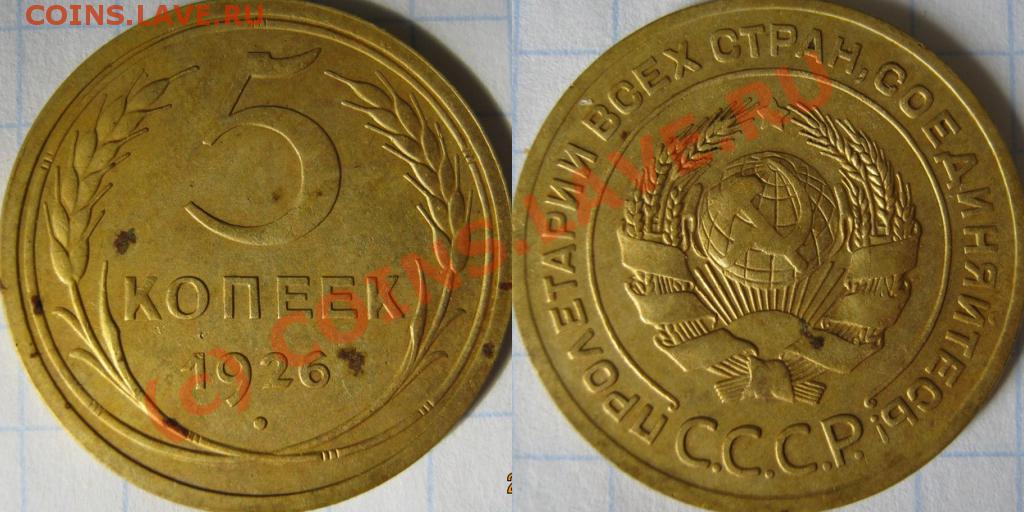 COINS.LAVE.RU
5
КОПЕЕК
1926
(c) COINS.LAVE.RU
ПРОЛЕТАРИИ ВСЕХ СТРАН, СОЕДИНЯЙТЕСЬ!
С.С.С.Р.